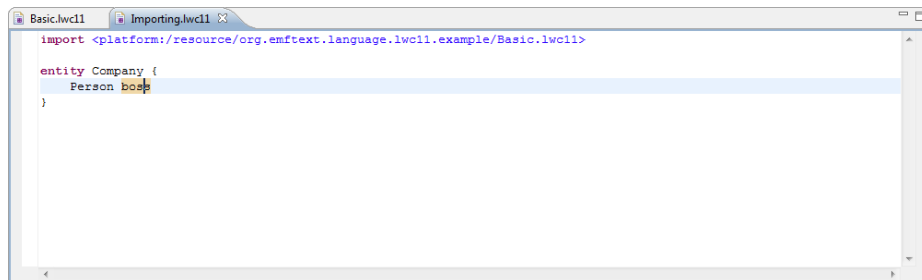 Basic.lwc11
Importing.lwc11
import <platform:/resource/org.emftext.language.lwc11.example/Basic.lwc11>
entity Company {
Person boss
}